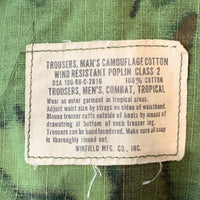 TROUSERS, MAN'S CAMOUFLAGE COTTON
WIND RESISTANT POPLIN CLASS 2
DSA 100-69-C-2019 100% COTTON
TROUSERS, MEN'S, COMBAT, TROPICAL
Wear as outer garment in tropical areas.
Adjust waist size by straps on sides of waistband.
Blouse trouser cuffs outside of boots by means of
drawstring at bottom of each trouser leg.
Trousers can be hand laundered. Make sure all soap
is thoroughly rinsed out.
WINFIELD MFG. CO., INC.